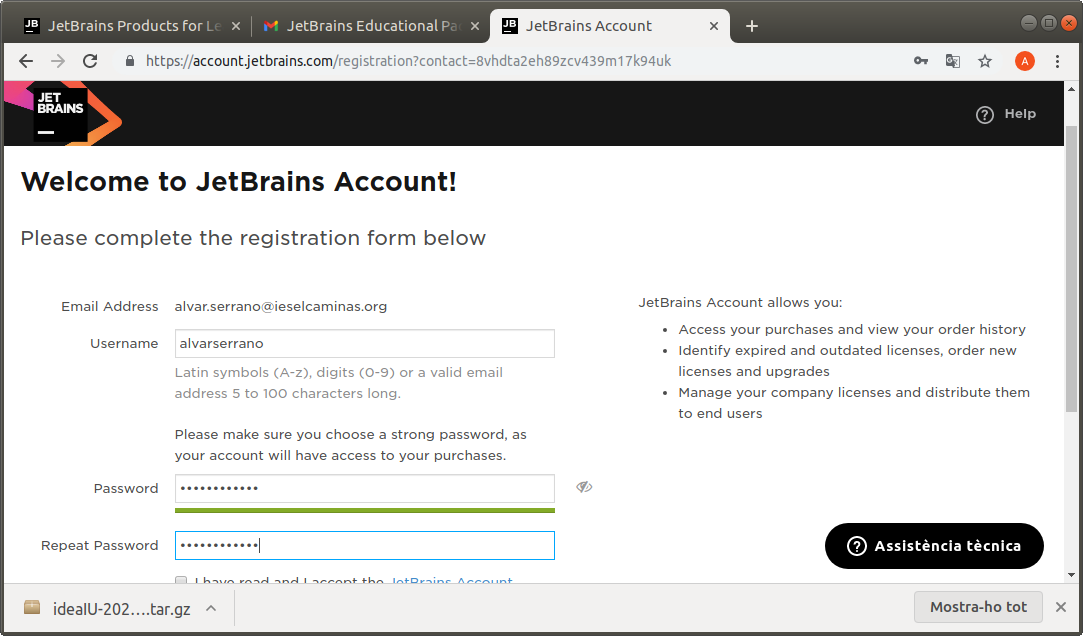 JB JetBrains Products for Le
JetBrains Educational Pac
JB JetBrains Account
https://account.jetbrains.com/registration?contact=8vhdta2eh89zcv439m17k94uk
A
JET
BRAINS
Help
Welcome to JetBrains Account!
Please complete the registration form below
Email Address alvar.serrano@ieselcaminas.org
Username alvarserrano
Latin symbols (A-z), digits (0-9) or a valid email
address 5 to 100 characters long.
Please make sure you choose a strong password, as
your account will have access to your purchases.
Password ••••••••••••
Repeat Password ••••••••••••
I have read and I accept the JetBrains Account
JetBrains Account allows you:
• Access your purchases and view your order history
• Identify expired and outdated licenses, order new
licenses and upgrades
• Manage your company licenses and distribute them
to end users
Assistència tècnica
ideaIU-202….tar.gz
Mostra-ho tot